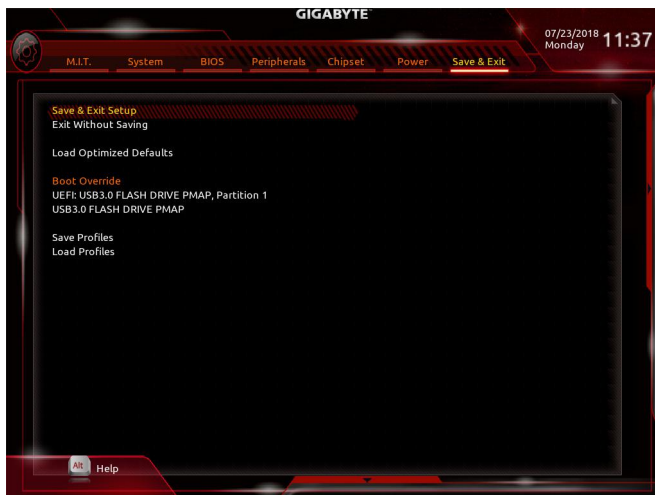 GIGABYTE™
07/23/2018 11:37
Monday
M.I.T. System BIOS Peripherals Chipset Power Save & Exit
Save & Exit Setup
Exit Without Saving
Load Optimized Defaults
Boot Override
UEFI: USB3.0 FLASH DRIVE PMAP, Partition 1
USB3.0 FLASH DRIVE PMAP
Save Profiles
Load Profiles
Alt Help